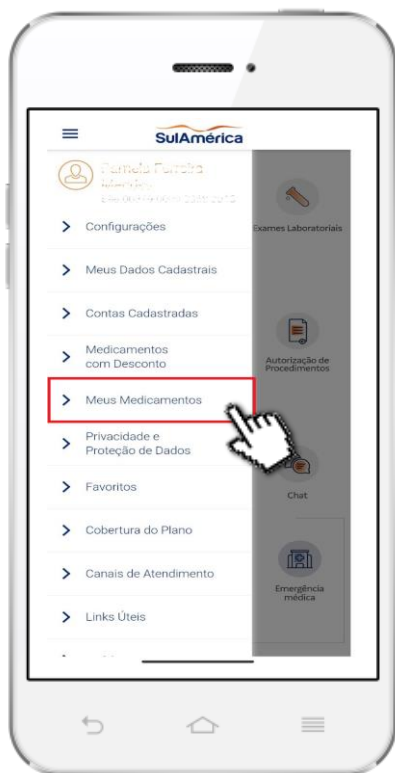 SulAmérica
Configurações
Meus Dados Cadastrais
Contas Cadastradas
Medicamentos
com Desconto
Meus Medicamentos
Privacidade e
Proteção de Dados
Favoritos
Cobertura do Plano
Canais de Atendimento
Links Úteis
Exames Laboratoriais
Autorização de
Procedimentos
Chat
Emergência
médica